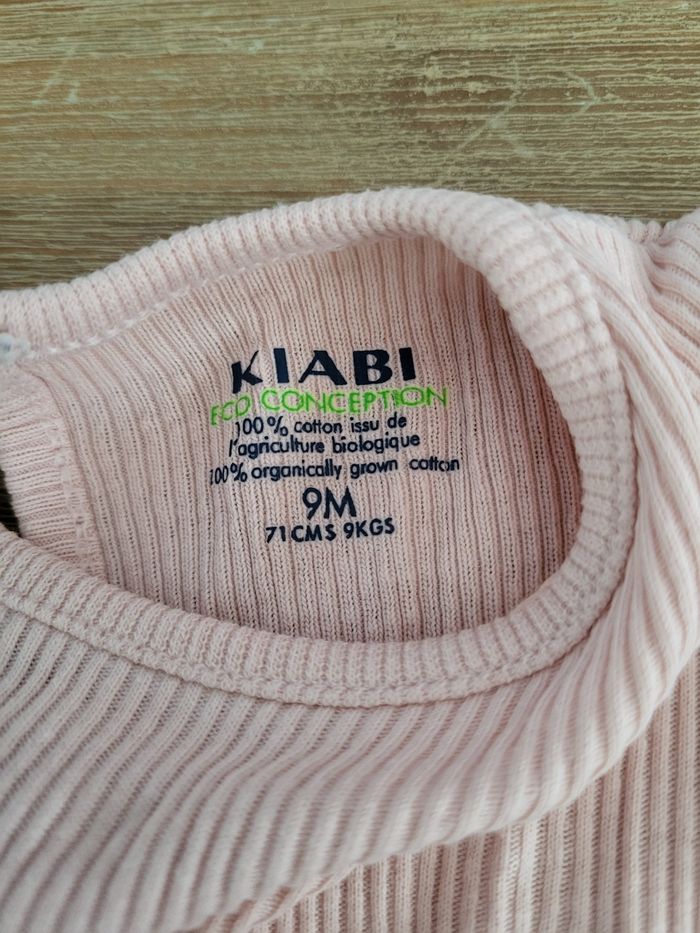 KIABI
ECO CONCEPTION
100% cotton issu de
l'agriculture biologique
100% organically grown cotton
9M
71CMS 9KGS